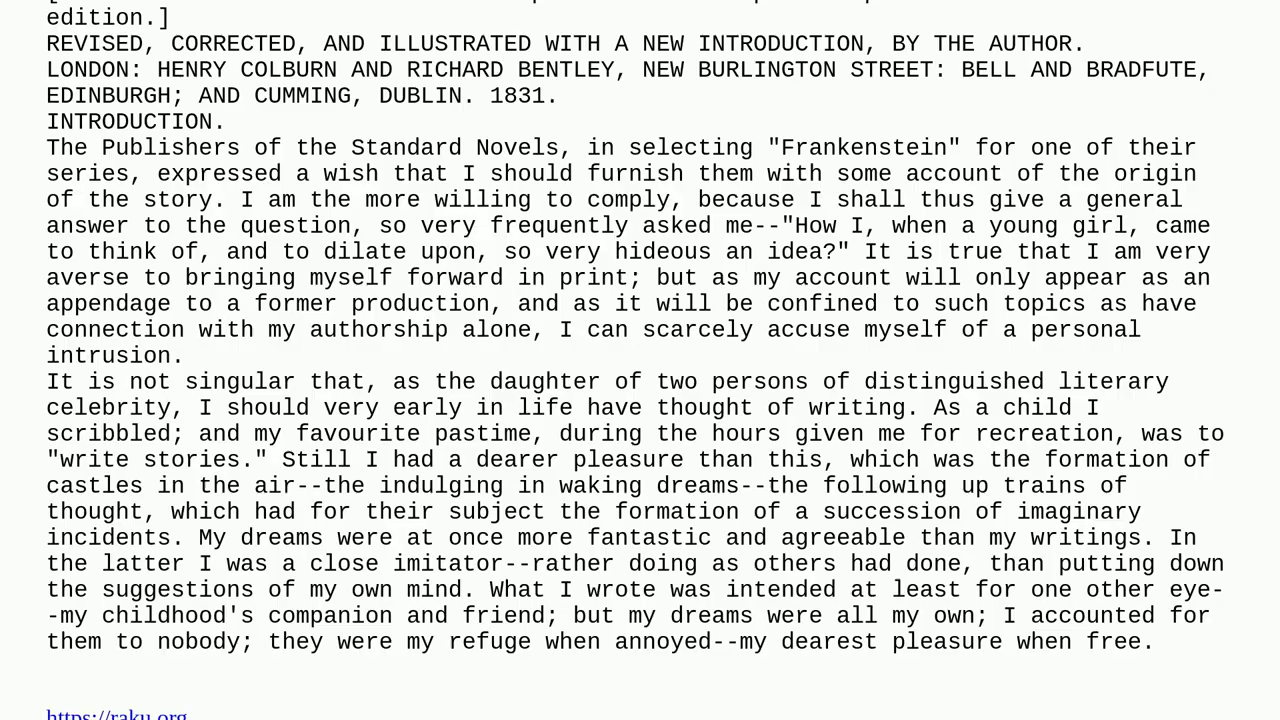 edition.]
REVISED, CORRECTED, AND ILLUSTRATED WITH A NEW INTRODUCTION, BY THE AUTHOR.
LONDON: HENRY COLBURN AND RICHARD BENTLEY, NEW BURLINGTON STREET: BELL AND BRADFUTE,
EDINBURGH; AND CUMMING, DUBLIN. 1831.
INTRODUCTION.
The Publishers of the Standard Novels, in selecting "Frankenstein" for one of their
series, expressed a wish that I should furnish them with some account of the origin
of the story. I am the more willing to comply, because I shall thus give a general
answer to the question, so very frequently asked me--"How I, when a young girl, came
to think of, and to dilate upon, so very hideous an idea?" It is true that I am very
averse to bringing myself forward in print; but as my account will only appear as an
appendage to a former production, and as it will be confined to such topics as have
connection with my authorship alone, I can scarcely accuse myself of a personal
intrusion.
It is not singular that, as the daughter of two persons of distinguished literary
celebrity, I should very early in life have thought of writing. As a child I
scribbled; and my favourite pastime, during the hours given me for recreation, was to
"write stories." Still I had a dearer pleasure than this, which was the formation of
castles in the air--the indulging in waking dreams--the following up trains of
thought, which had for their subject the formation of a succession of imaginary
incidents. My dreams were at once more fantastic and agreeable than my writings. In
the latter I was a close imitator--rather doing as others had done, than putting down
the suggestions of my own mind. What I wrote was intended at least for one other eye-
-my childhood's companion and friend; but my dreams were all my own; I accounted for
them to nobody; they were my refuge when annoyed--my dearest pleasure when free.
https://raku.org